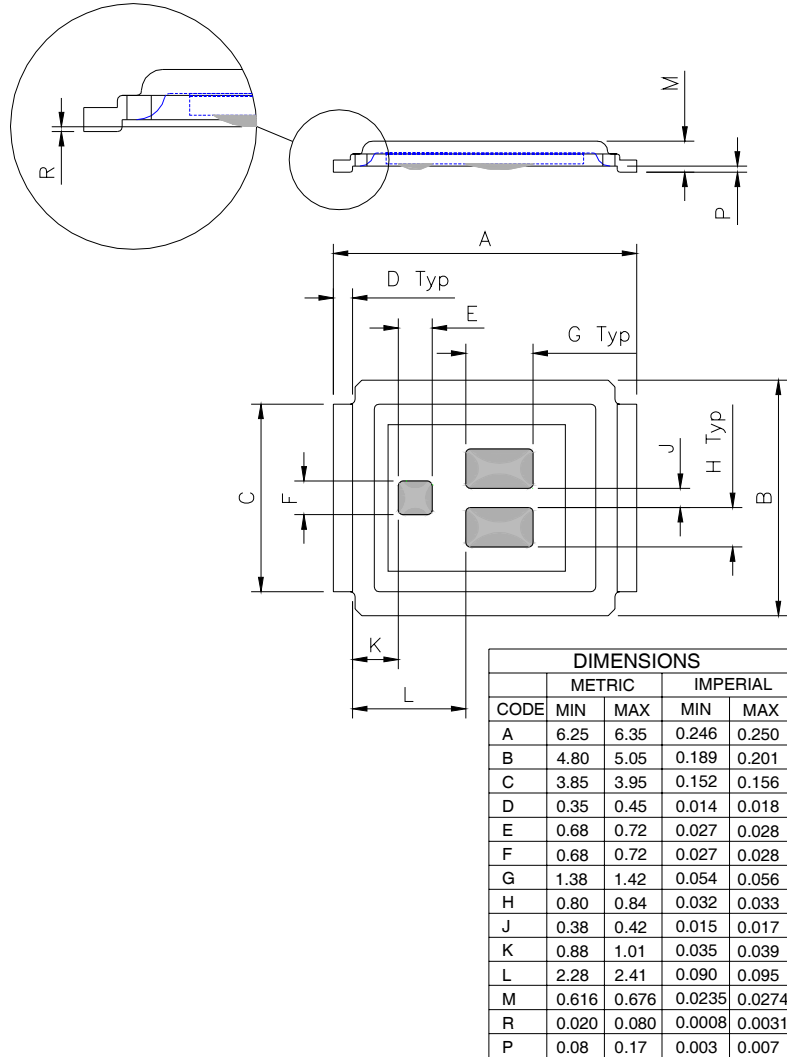 M
R
P
A
D Typ
E
G Typ
J
H Typ
C
F
B
K
L
DIMENSIONS
METRIC IMPERIAL
CODE MIN MAX MIN MAX
A 6.25 6.35 0.246 0.250
B 4.80 5.05 0.189 0.201
C 3.85 3.95 0.152 0.156
D 0.35 0.45 0.014 0.018
E 0.68 0.72 0.027 0.028
F 0.68 0.72 0.027 0.028
G 1.38 1.42 0.054 0.056
H 0.80 0.84 0.032 0.033
J 0.38 0.42 0.015 0.017
K 0.88 1.01 0.035 0.039
L 2.28 2.41 0.090 0.095
M 0.616 0.676 0.0235 0.0274
R 0.020 0.080 0.0008 0.0031
P 0.08 0.17 0.003 0.007